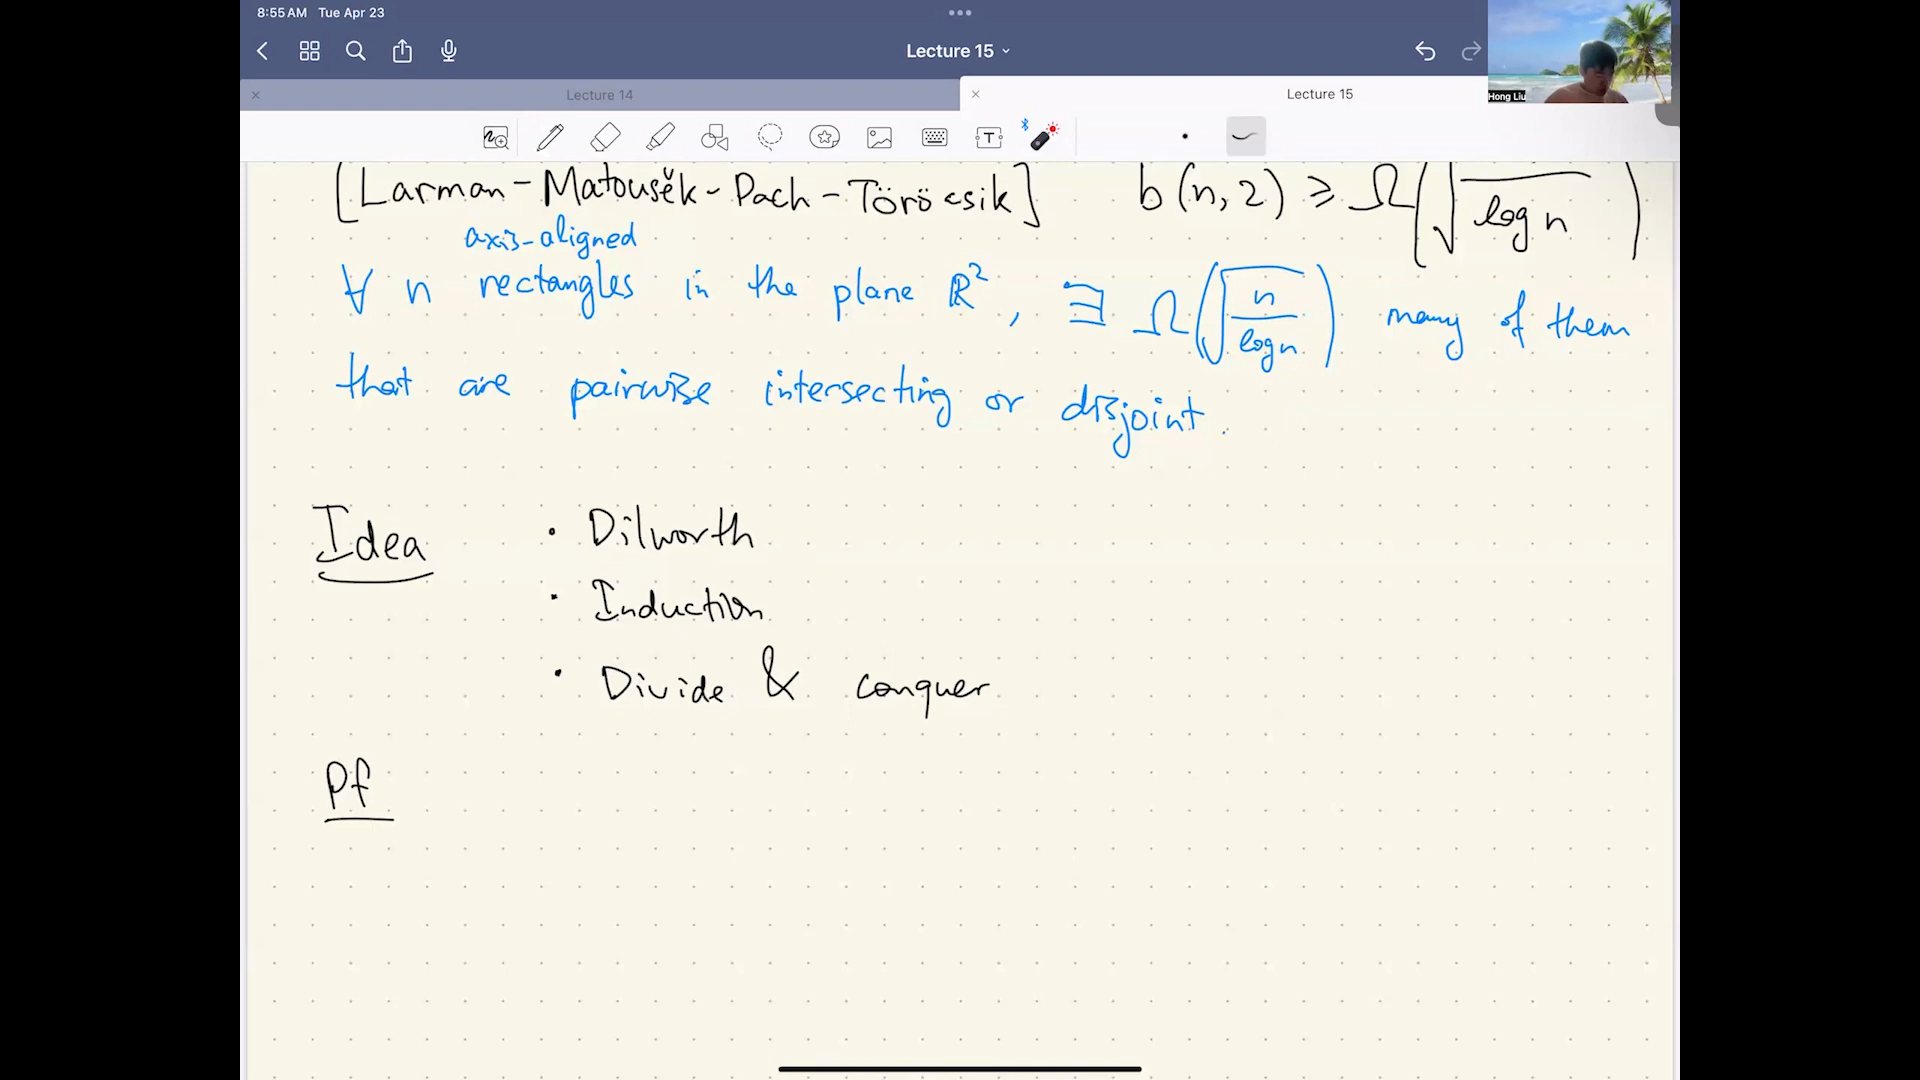 8:55 AM Tue Apr 23
Lecture 15
Lecture 14
Lecture 15
Hong Liu
[Larman-Matousěk-Pach-Töröcsik] b(n,2) ≥ Ω(√(/log n))
axis-aligned
∀ n rectangles in the plane ℝ², ∃ Ω(√(n/log n)) many of them
that are pairwise intersecting or disjoint.
Idea · Dilworth
· Induction
· Divide & conquer
Pf